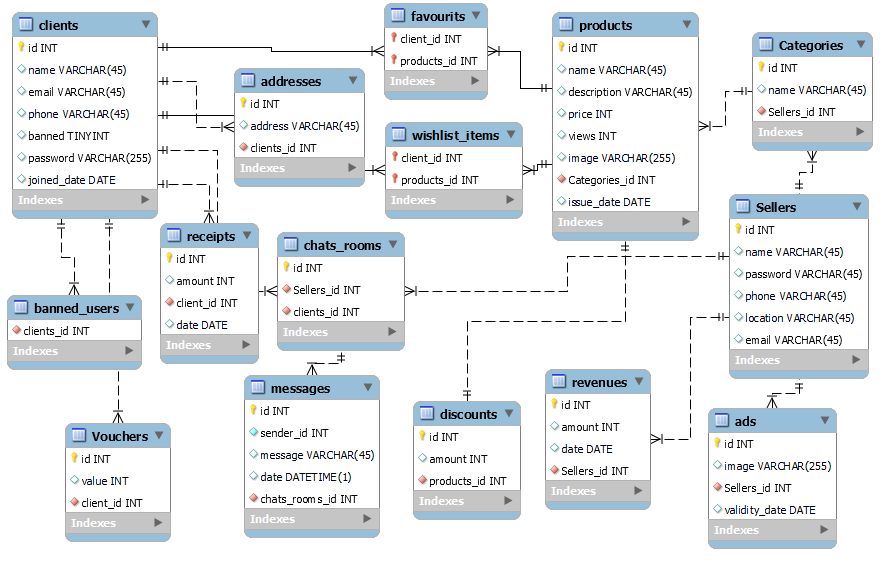 clients
id INT
name VARCHAR(45)
email VARCHAR(45)
phone VARCHAR(45)
banned TINYINT
password VARCHAR(255)
joined_date DATE
Indexes
favourits
client_id INT
products_id INT
Indexes
products
id INT
name VARCHAR(45)
description VARCHAR(45)
price INT
views INT
image VARCHAR(255)
Categories_id INT
issue_date DATE
Indexes
Categories
id INT
name VARCHAR(45)
Sellers_id INT
Indexes
addresses
id INT
address VARCHAR(45)
clients_id INT
Indexes
wishlist_items
client_id INT
products_id INT
Indexes
Sellers
id INT
name VARCHAR(45)
password VARCHAR(45)
phone VARCHAR(45)
location VARCHAR(45)
email VARCHAR(45)
Indexes
receipts
id INT
amount INT
client_id INT
date DATE
Indexes
chats_rooms
id INT
Sellers_id INT
clients_id INT
Indexes
banned_users
clients_id INT
Indexes
messages
id INT
sender_id INT
message VARCHAR(45)
date DATETIME(1)
chats_rooms_id INT
Indexes
discounts
id INT
amount INT
products_id INT
Indexes
revenues
id INT
amount INT
date DATE
Sellers_id INT
Indexes
ads
id INT
image VARCHAR(255)
Sellers_id INT
validity_date DATE
Indexes
Vouchers
id INT
value INT
client_id INT
Indexes